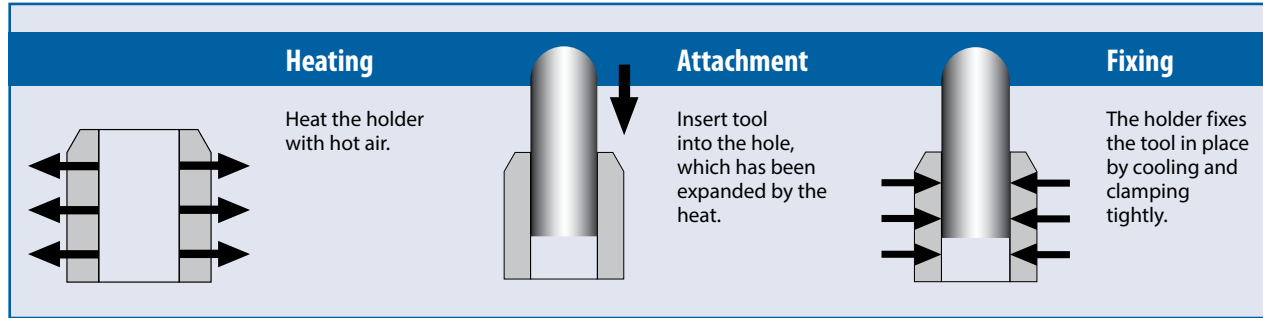 Heating
Heat the holder
with hot air.
Attachment
Insert tool
into the hole,
which has been
expanded by the
heat.
Fixing
The holder fixes
the tool in place
by cooling and
clamping
tightly.